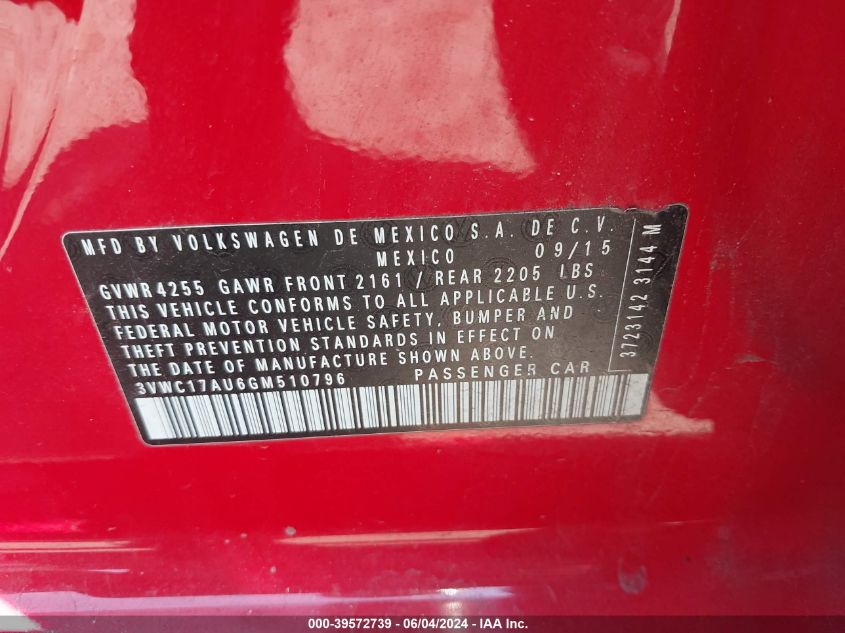 MFD BY VOLKSWAGEN DE MEXICO S.A. DE C.V.
MEXICO 09/15
GVWR 4255 GAWR FRONT 2161 / REAR 2205 LBS
THIS VEHICLE CONFORMS TO ALL APPLICABLE U.S.
FEDERAL MOTOR VEHICLE SAFETY, BUMPER AND
THEFT PREVENTION STANDARDS IN EFFECT ON
THE DATE OF MANUFACTURE SHOWN ABOVE.
3VWC17AU6GM510796 PASSENGER CAR
3723142 3144 M
000-39572739 - 06/04/2024 - IAA Inc.